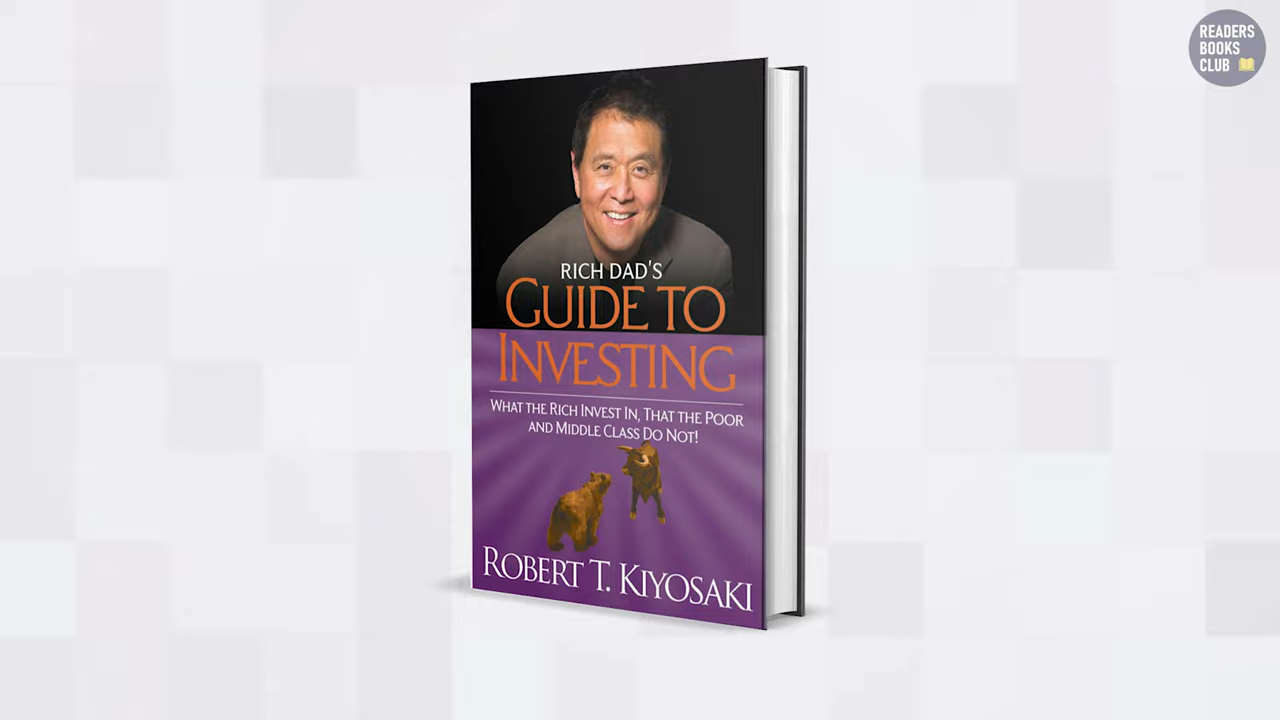 READERS
BOOKS
CLUB
RICH DAD'S
GUIDE TO
INVESTING
WHAT THE RICH INVEST IN, THAT THE POOR
AND MIDDLE CLASS DO NOT!
ROBERT T. KIYOSAKI